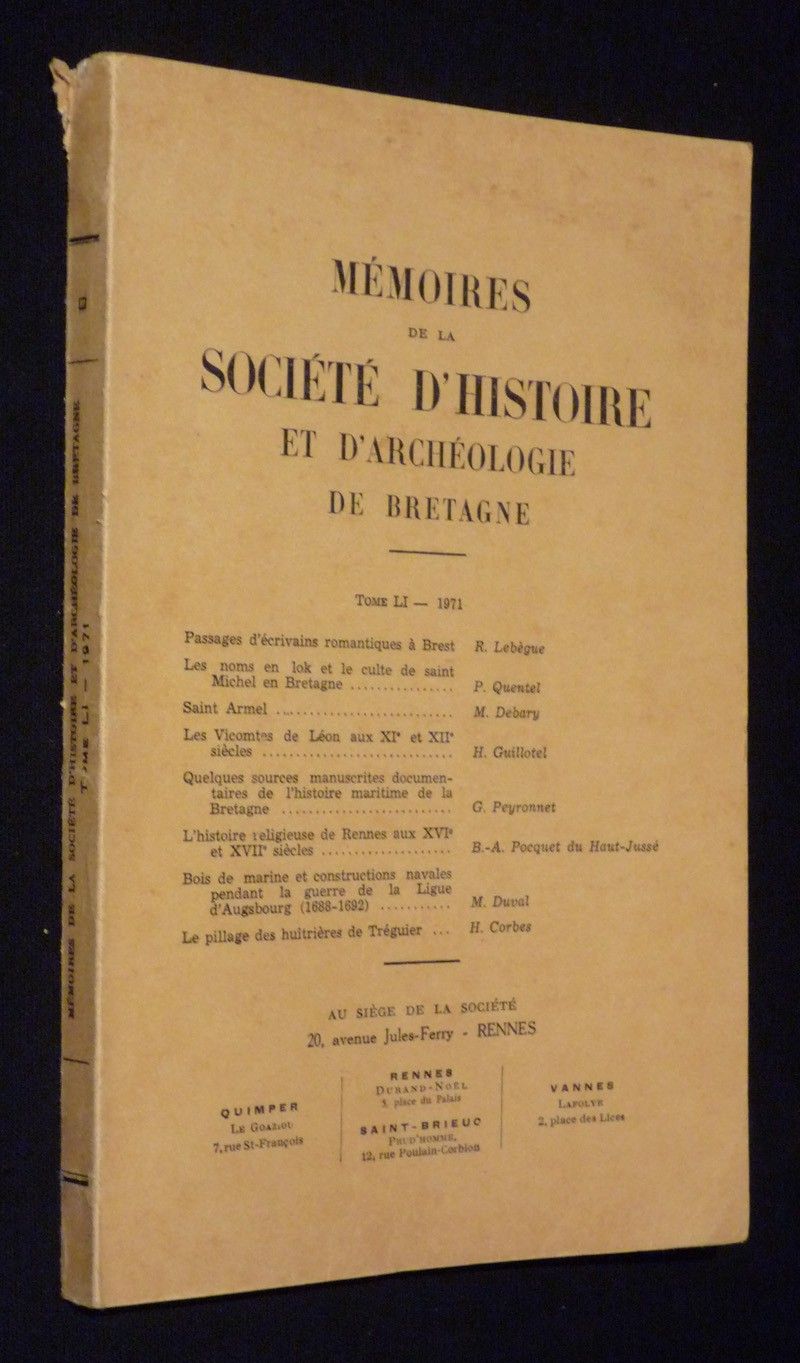 MÉMOIRES
DE LA
SOCIÉTÉ D'HISTOIRE
ET D'ARCHÉOLOGIE
DE BRETAGNE
TOME LI — 1971
Passages d'écrivains romantiques à Brest R. Lebègue
Les noms en lok et le culte de saint
Michel en Bretagne ................ P. Quentel
Saint Armel ............................ M. Debary
Les Vicomtes de Léon aux XIe et XIIe
siècles ............................. H. Guillotel
Quelques sources manuscrites documen-
taires de l'histoire maritime de la
Bretagne .......................... G. Peyronnet
L'histoire religieuse de Rennes aux XVIe
et XVIIe siècles .................... B.-A. Pocquet du Haut-Jussé
Bois de marine et constructions navales
pendant la guerre de la Ligue
d'Augsbourg (1688-1692) ........... M. Duval
Le pillage des huîtrières de Tréguier ... H. Corbes
AU SIÈGE DE LA SOCIÉTÉ
20, avenue Jules-Ferry - RENNES
QUIMPER
LE GOAZIOU
7, rue St-François
RENNES
DURAND-NOËL
place du Palais
SAINT-BRIEUC
PRUD'HOMME,
12, rue Poulain-Corbion
VANNES
LAFOLYE
2, place des Lices
MÉMOIRES DE LA SOCIÉTÉ D'HISTOIRE ET D'ARCHÉOLOGIE DE BRETAGNE
TOME LI — 1971